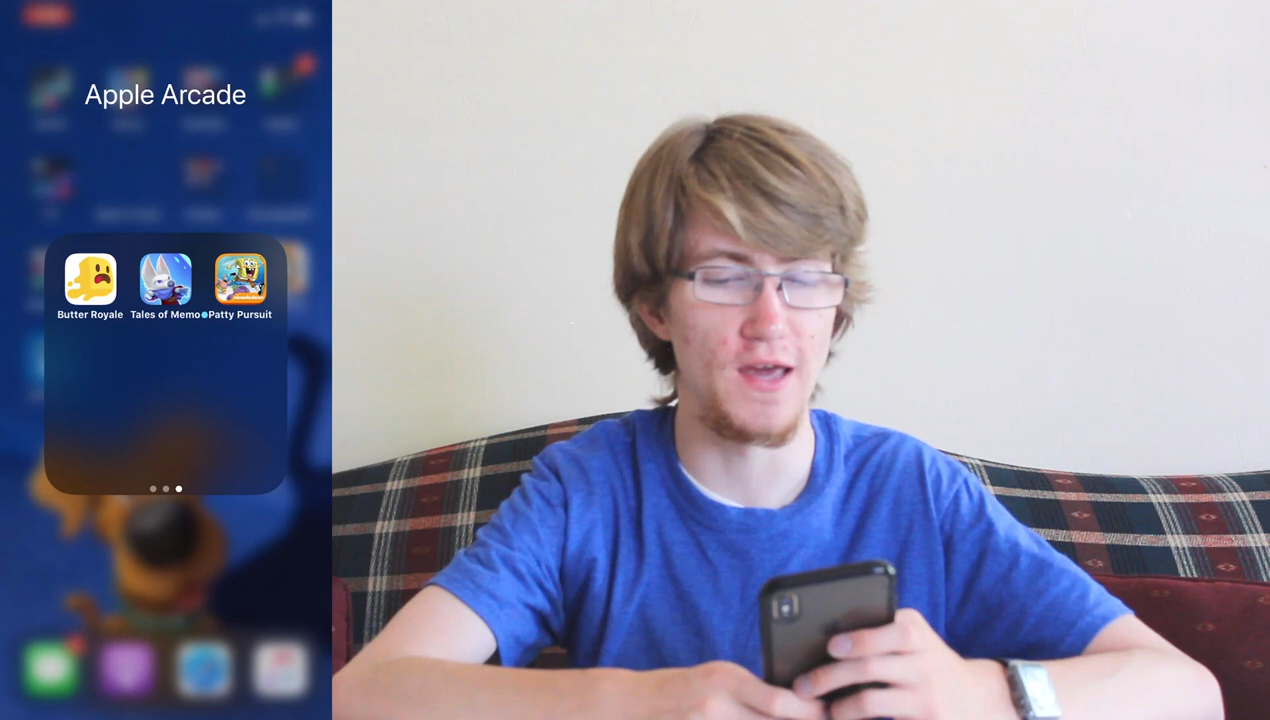 Apple Arcade
Butter Royale
Tales of Memo
Patty Pursuit